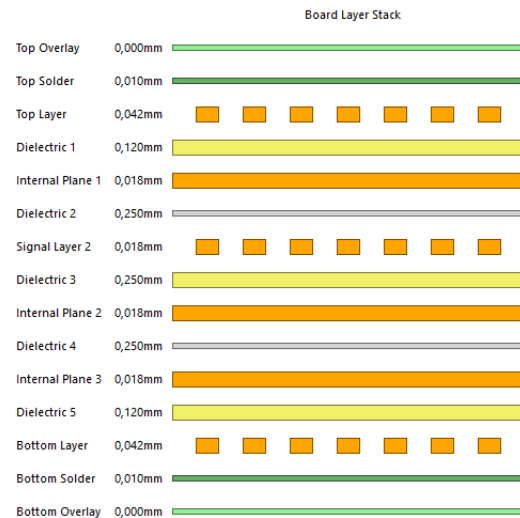 Board Layer Stack
Top Overlay 0,000mm
Top Solder 0,010mm
Top Layer 0,042mm
Dielectric 1 0,120mm
Internal Plane 1 0,018mm
Dielectric 2 0,250mm
Signal Layer 2 0,018mm
Dielectric 3 0,250mm
Internal Plane 2 0,018mm
Dielectric 4 0,250mm
Internal Plane 3 0,018mm
Dielectric 5 0,120mm
Bottom Layer 0,042mm
Bottom Solder 0,010mm
Bottom Overlay 0,000mm